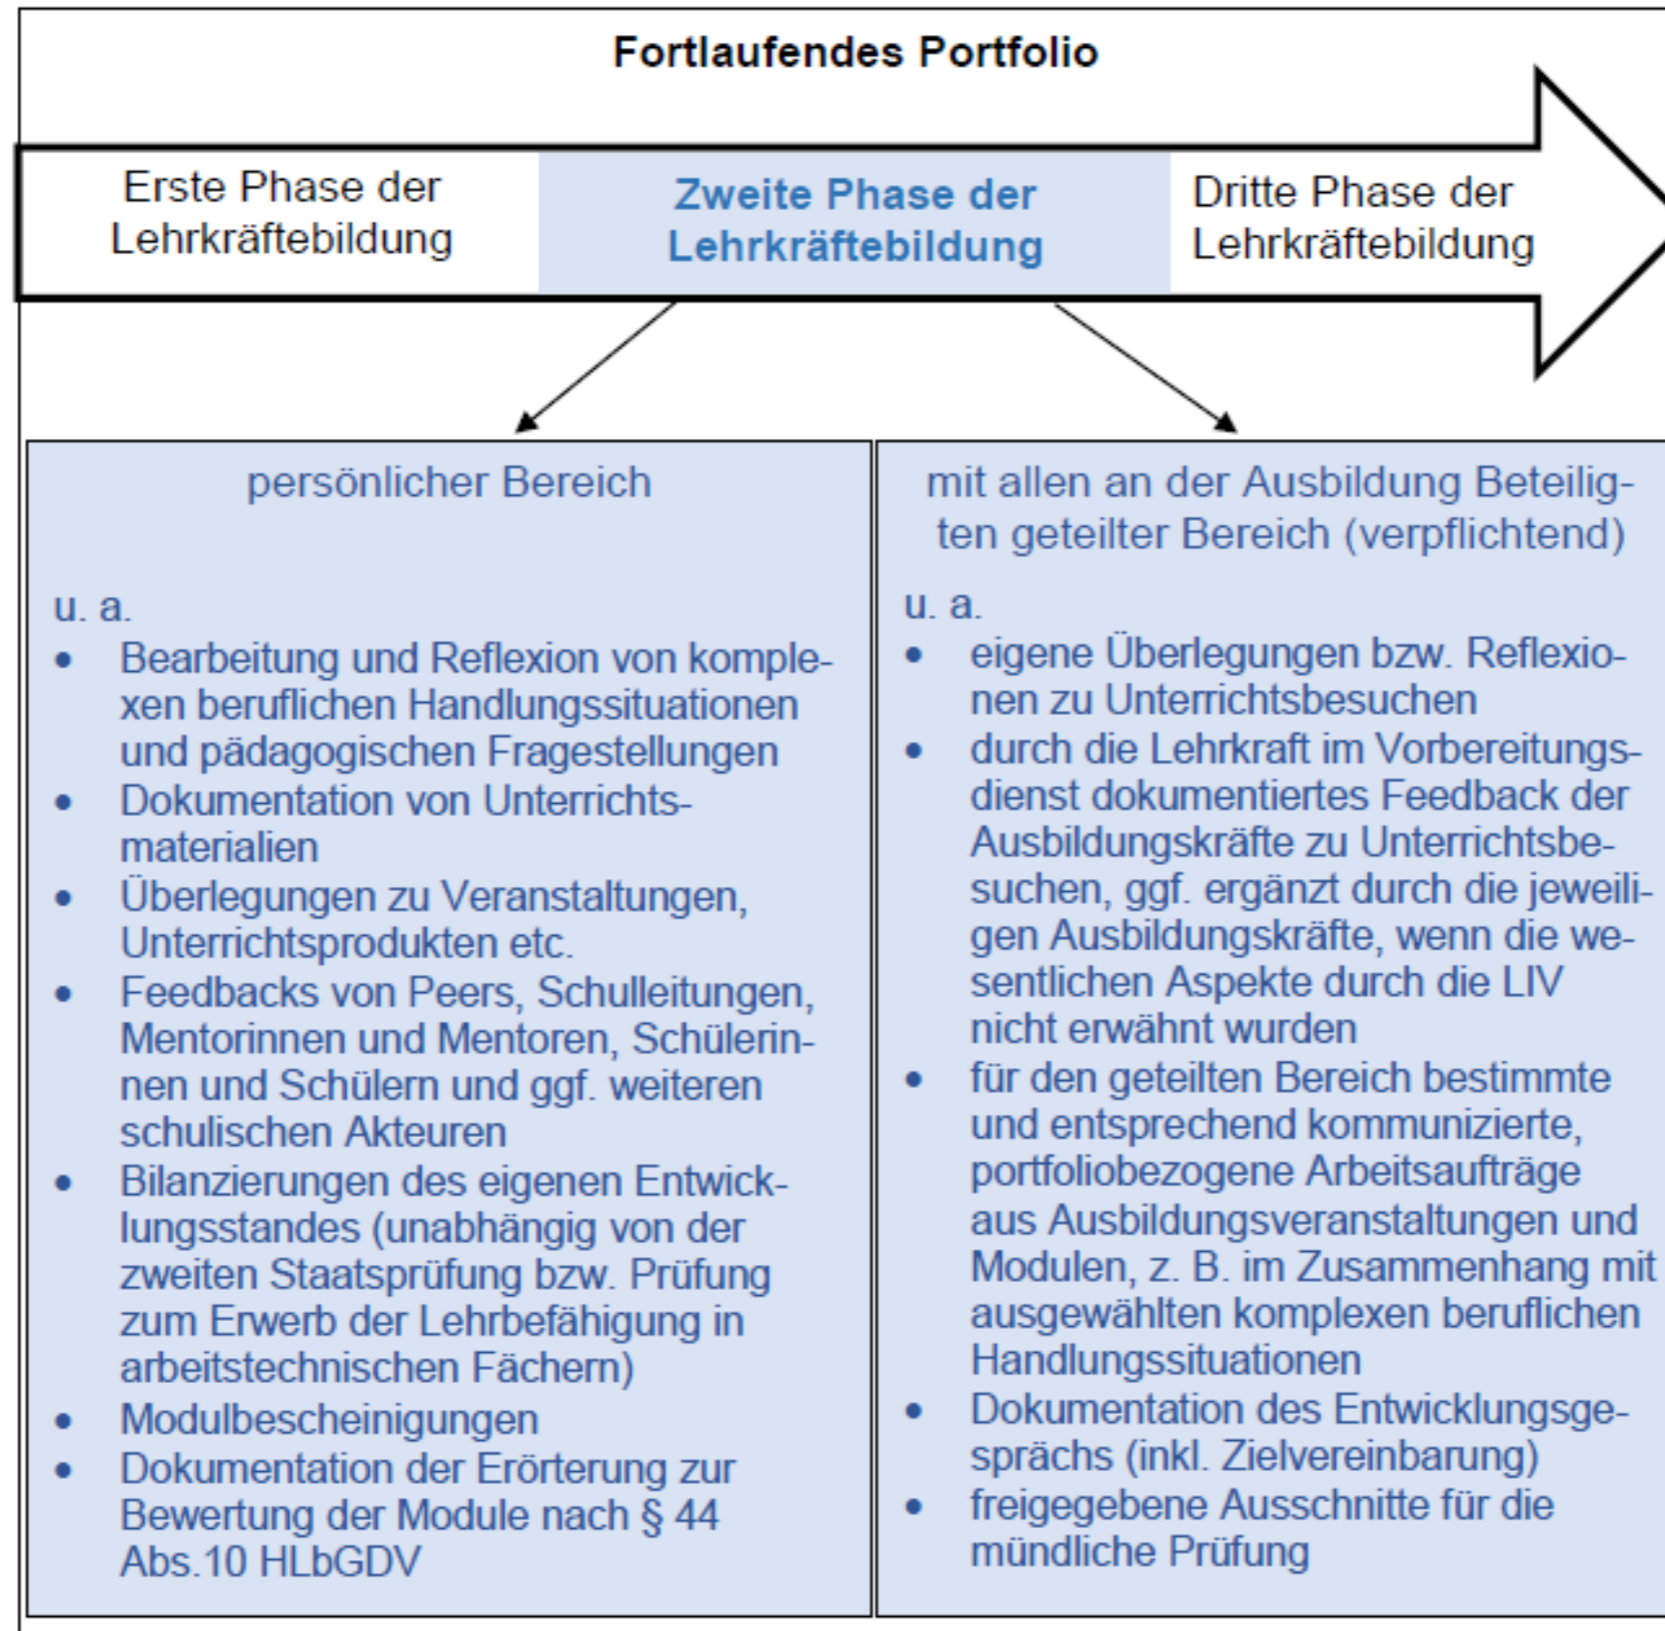 Fortlaufendes Portfolio
Erste Phase der
Lehrkräftebildung
Zweite Phase der
Lehrkräftebildung
Dritte Phase der
Lehrkräftebildung
persönlicher Bereich
u. a.
• Bearbeitung und Reflexion von komple-
xen beruflichen Handlungssituationen
und pädagogischen Fragestellungen
• Dokumentation von Unterrichts-
materialien
• Überlegungen zu Veranstaltungen,
Unterrichtsprodukten etc.
• Feedbacks von Peers, Schulleitungen,
Mentorinnen und Mentoren, Schülerin-
nen und Schülern und ggf. weiteren
schulischen Akteuren
• Bilanzierungen des eigenen Entwick-
lungsstandes (unabhängig von der
zweiten Staatsprüfung bzw. Prüfung
zum Erwerb der Lehrbefähigung in
arbeitstechnischen Fächern)
• Modulbescheinigungen
• Dokumentation der Erörterung zur
Bewertung der Module nach § 44
Abs.10 HLbGDV
mit allen an der Ausbildung Beteilig-
ten geteilter Bereich (verpflichtend)
u. a.
• eigene Überlegungen bzw. Reflexio-
nen zu Unterrichtsbesuchen
• durch die Lehrkraft im Vorbereitungs-
dienst dokumentiertes Feedback der
Ausbildungskräfte zu Unterrichtsbe-
suchen, ggf. ergänzt durch die jeweili-
gen Ausbildungskräfte, wenn die we-
sentlichen Aspekte durch die LIV
nicht erwähnt wurden
• für den geteilten Bereich bestimmte
und entsprechend kommunizierte,
portfoliobezogene Arbeitsaufträge
aus Ausbildungsveranstaltungen und
Modulen, z. B. im Zusammenhang mit
ausgewählten komplexen beruflichen
Handlungssituationen
• Dokumentation des Entwicklungsge-
sprächs (inkl. Zielvereinbarung)
• freigegebene Ausschnitte für die
mündliche Prüfung